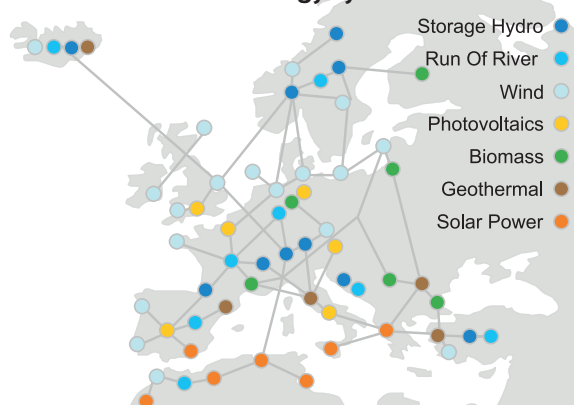 Storage Hydro
Run Of River
Wind
Photovoltaics
Biomass
Geothermal
Solar Power